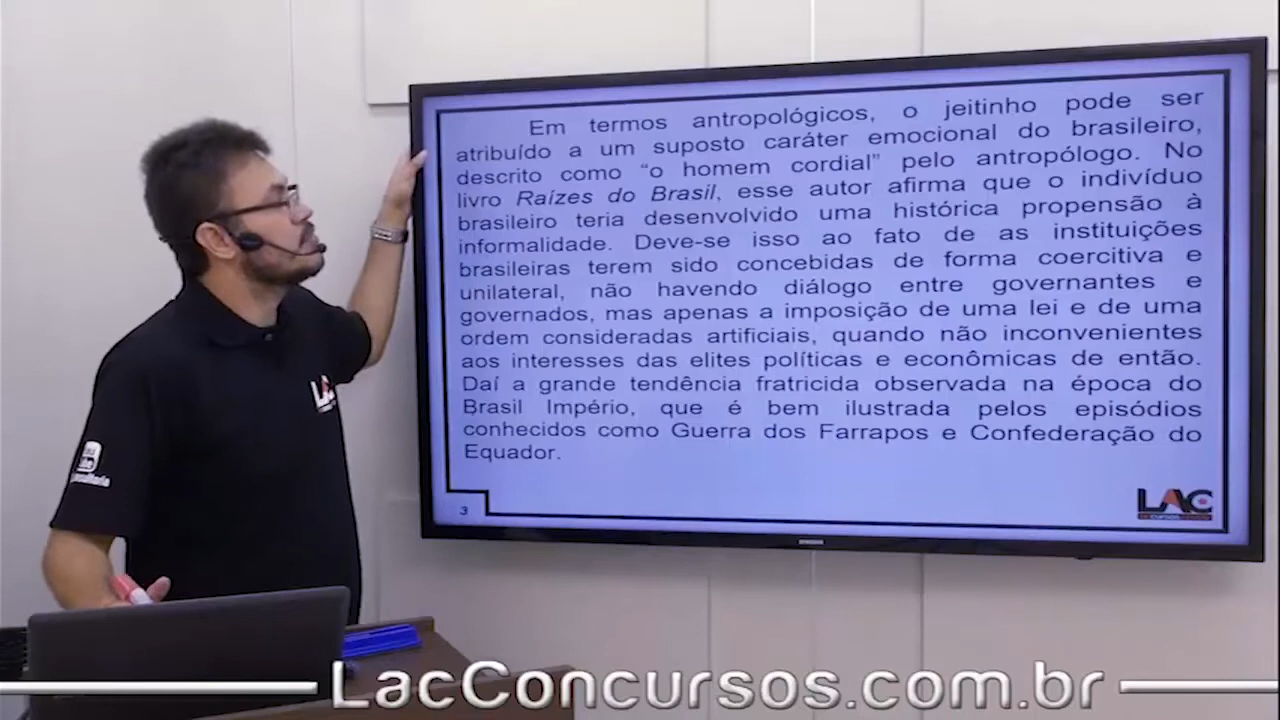 Em termos antropológicos, o jeitinho pode ser
atribuído a um suposto caráter emocional do brasileiro,
descrito como “o homem cordial” pelo antropólogo. No
livro Raízes do Brasil, esse autor afirma que o indivíduo
brasileiro teria desenvolvido uma histórica propensão à
informalidade. Deve-se isso ao fato de as instituições
brasileiras terem sido concebidas de forma coercitiva e
unilateral, não havendo diálogo entre governantes e
governados, mas apenas a imposição de uma lei e de uma
ordem consideradas artificiais, quando não inconvenientes
aos interesses das elites políticas e econômicas de então.
Daí a grande tendência fratricida observada na época do
Brasil Império, que é bem ilustrada pelos episódios
conhecidos como Guerra dos Farrapos e Confederação do
Equador.
3
LAC
SAMSUNG
LacConcursos.com.br